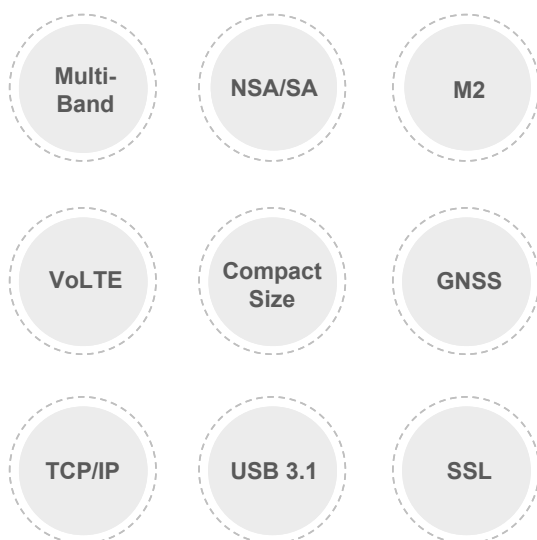 Multi-
Band
NSA/SA
M2
VoLTE
Compact
Size
GNSS
TCP/IP
USB 3.1
SSL